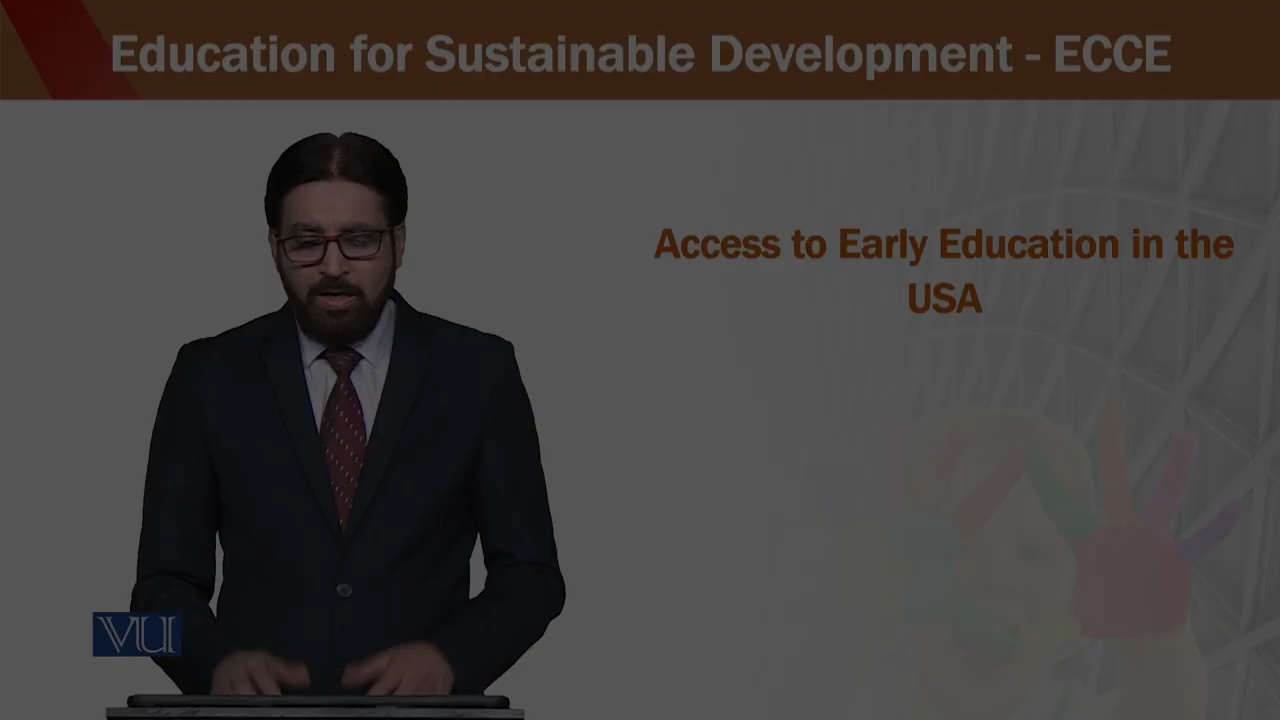 Education for Sustainable Development - ECCE
Access to Early Education in the
USA
VU